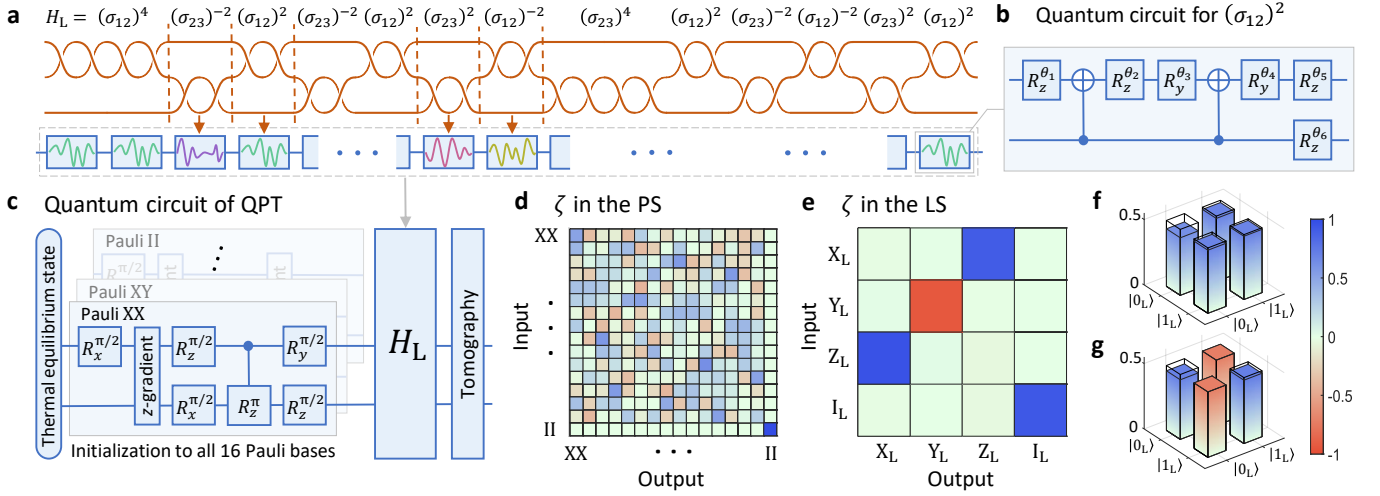 a H_L = (σ₁₂)⁴ (σ₂₃)⁻² (σ₁₂)² (σ₂₃)⁻² (σ₁₂)² (σ₂₃)² (σ₁₂)⁻² (σ₂₃)⁴ (σ₁₂)² (σ₂₃)⁻² (σ₁₂)⁻² (σ₂₃)² (σ₁₂)²
b Quantum circuit for (σ₁₂)²
R_z^θ₁ R_z^θ₂ R_y^θ₃ R_y^θ₄ R_z^θ₅
R_z^θ₆
c Quantum circuit of QPT
Thermal equilibrium state
Pauli II
R^π/2 nt nt
Pauli XY
Pauli XX
R_x^π/2 z-gradient R_z^π/2 R_y^π/2
R_x^π/2 R_z^π R_z^π/2
Initialization to all 16 Pauli bases
H_L
Tomography
d ζ in the PS
XX
Input
II
XX II
Output
e ζ in the LS
X_L
Y_L
Z_L
I_L
Input
X_L Y_L Z_L I_L
Output
f
0.5
0
|0_L⟩
|1_L⟩
|0_L⟩
|1_L⟩
g
0.5
0
|0_L⟩
|1_L⟩
|0_L⟩
|1_L⟩
1
0.5
0
-0.5
-1